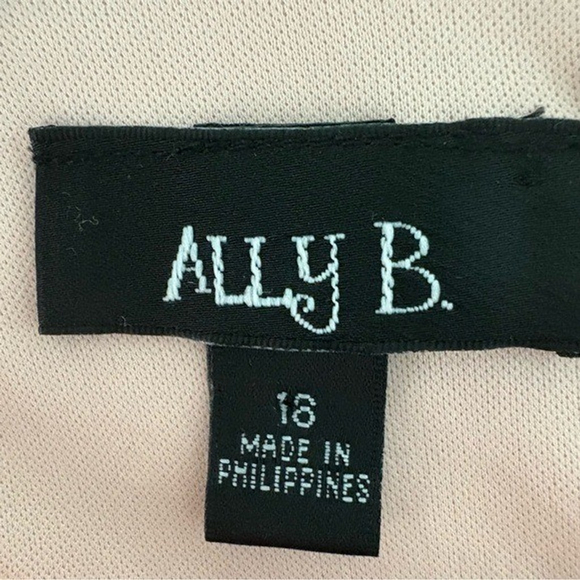 ALLY B.
18
MADE IN
PHILIPPINES